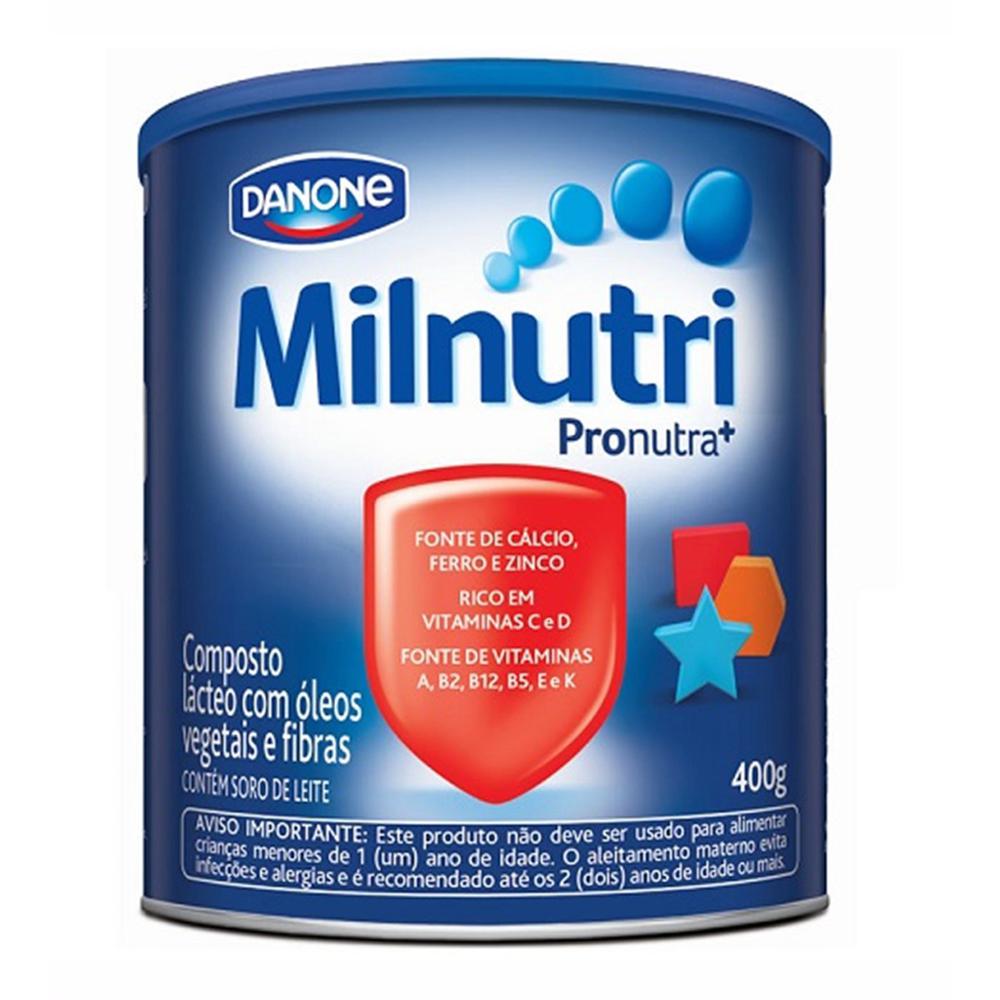 DANONE
Milnutri
Pronutra+
FONTE DE CÁLCIO,
FERRO E ZINCO
RICO EM
VITAMINAS C e D
FONTE DE VITAMINAS
A, B2, B12, B5, E e K
Composto
lácteo com óleos
vegetais e fibras
CONTÉM SORO DE LEITE
400g
AVISO IMPORTANTE: Este produto não deve ser usado para alimentar
crianças menores de 1 (um) ano de idade. O aleitamento materno evita
infecções e alergias e é recomendado até os 2 (dois) anos de idade ou mais.